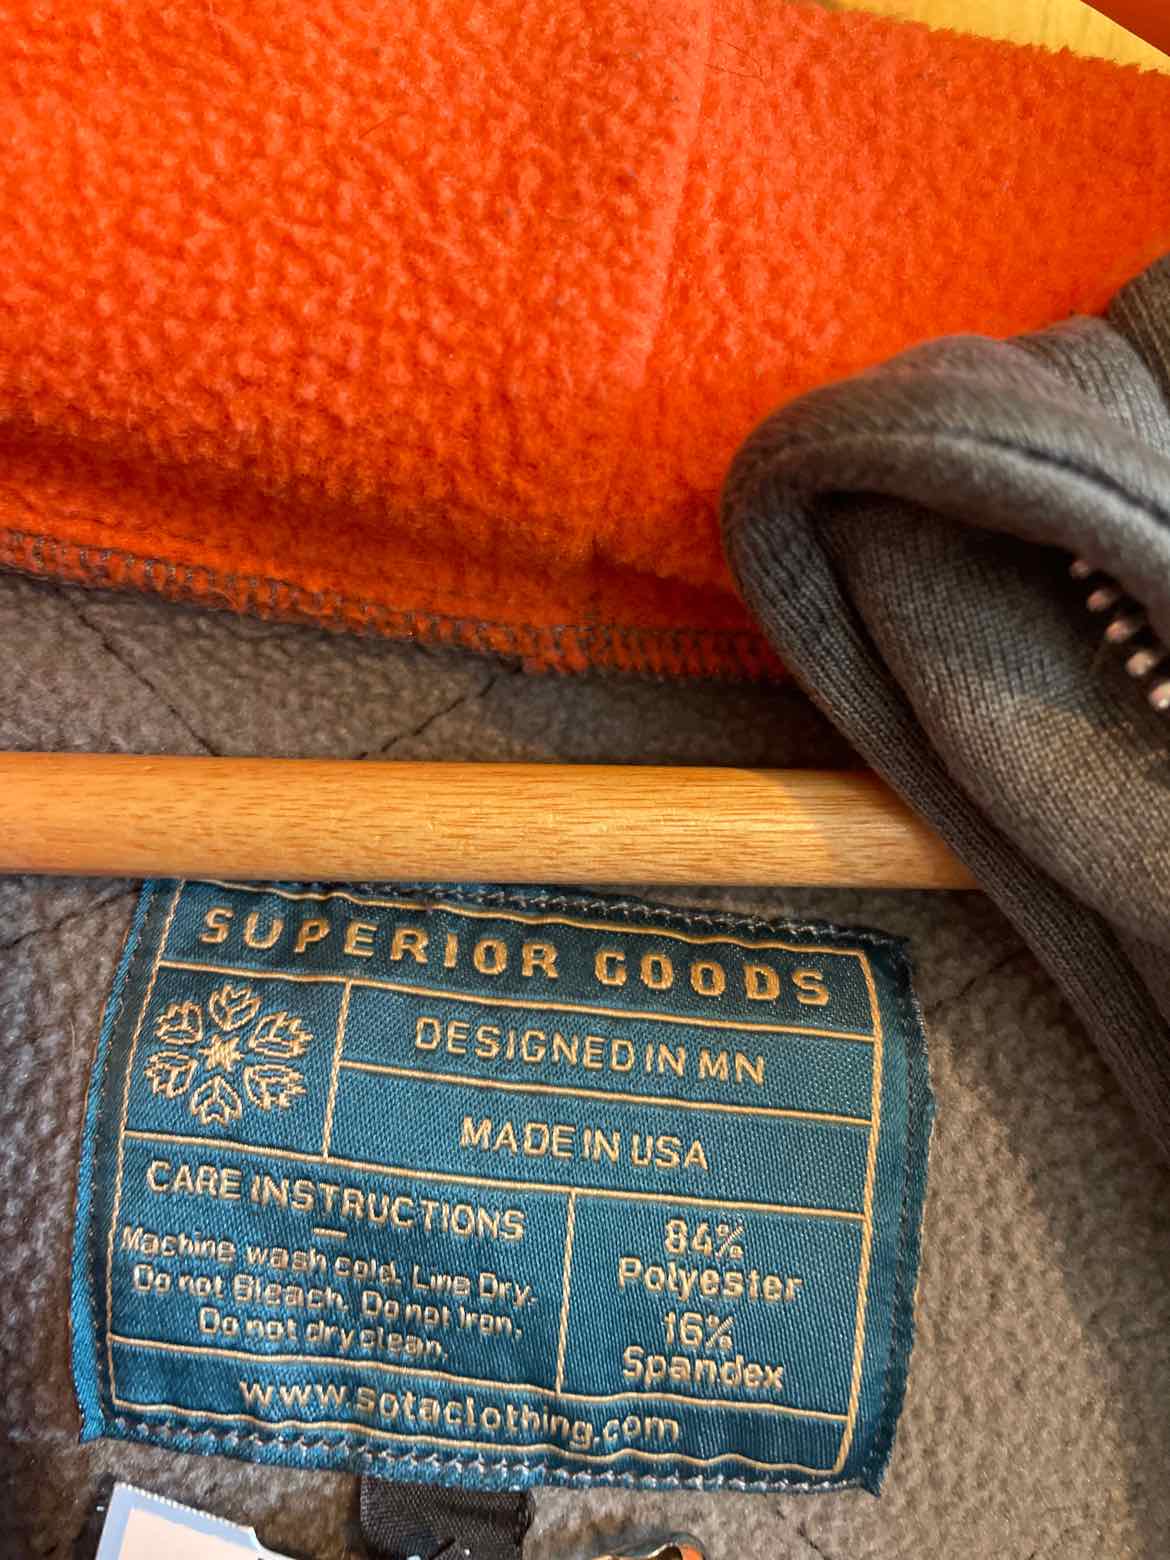 SUPERIOR GOODS
DESIGNED IN MN
MADE IN USA
CARE INSTRUCTIONS
—
Machine wash cold. Line Dry.
Do not Bleach. Do not Iron.
Do not dry clean.
84%
Polyester
16%
Spandex
www.sotaclothing.com